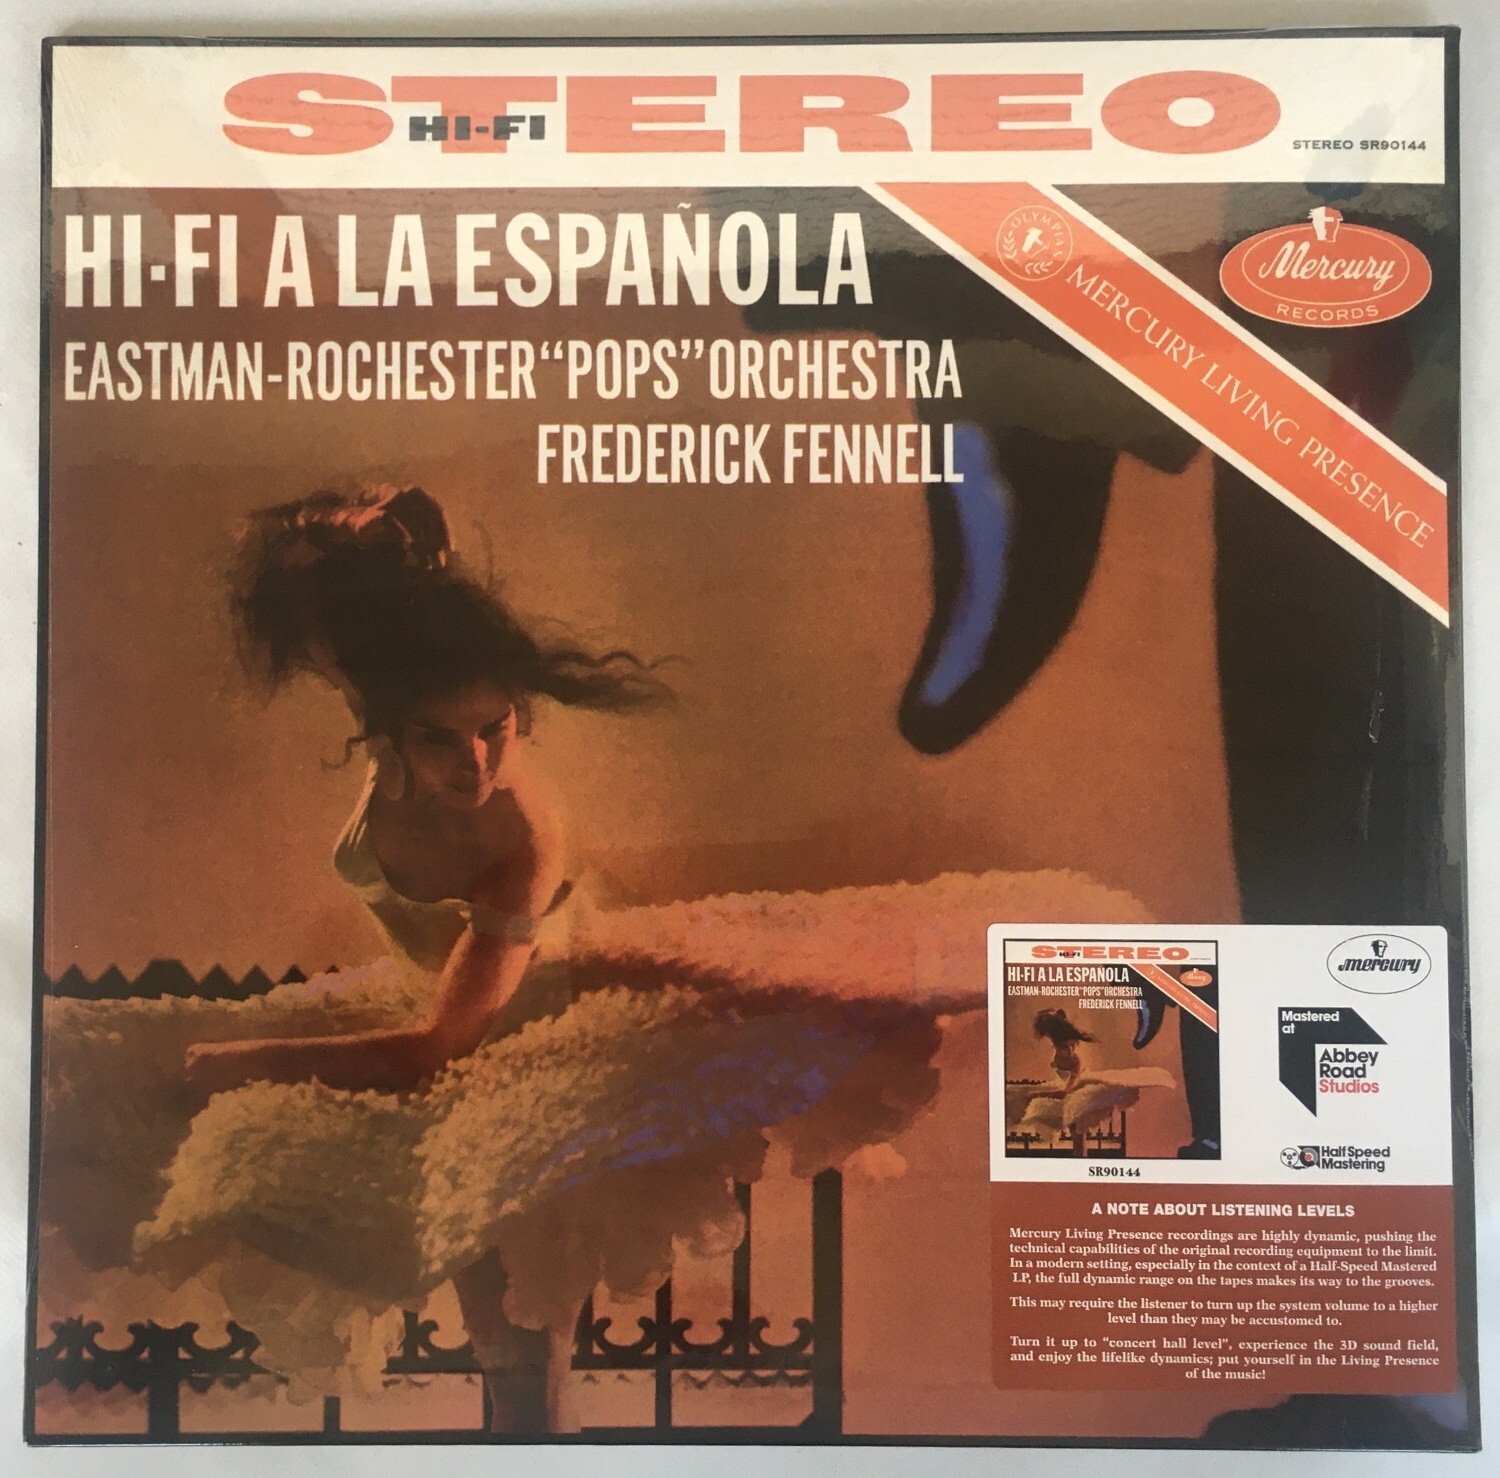 STEREO
HI-FI
STEREO SR90144
HI-FI A LA ESPAÑOLA
EASTMAN-ROCHESTER “POPS” ORCHESTRA
FREDERICK FENNELL
OLYMPIAN
MERCURY LIVING PRESENCE
Mercury
RECORDS
STEREO
HI-FI
HI-FI A LA ESPAÑOLA
EASTMAN-ROCHESTER “POPS” ORCHESTRA
FREDERICK FENNELL
SR90144
mercury
Mastered
at
Abbey
Road
Studios
Half Speed
Mastering
A NOTE ABOUT LISTENING LEVELS
Mercury Living Presence recordings are highly dynamic, pushing the
technical capabilities of the original recording equipment to the limit.
In a modern setting, especially in the context of a Half-Speed Mastered
LP, the full dynamic range on the tapes makes its way to the grooves.
This may require the listener to turn up the system volume to a higher
level than they may be accustomed to.
Turn it up to “concert hall level”, experience the 3D sound field,
and enjoy the lifelike dynamics; put yourself in the Living Presence
of the music!